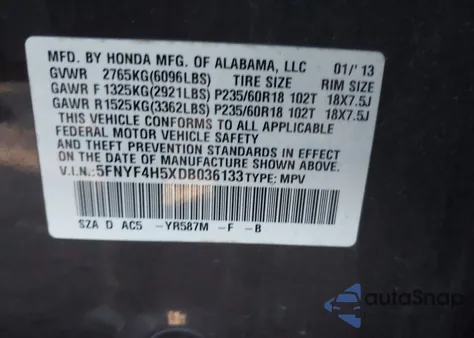 MFD. BY HONDA MFG. OF ALABAMA, LLC 01/'13
GVWR 2765KG(6096LBS) TIRE SIZE RIM SIZE
GAWR F 1325KG(2921LBS) P235/60R18 102T 18X7.5J
GAWR R 1525KG(3362LBS) P235/60R18 102T 18X7.5J
THIS VEHICLE CONFORMS TO ALL APPLICABLE
FEDERAL MOTOR VEHICLE SAFETY
AND THEFT PREVENTION STANDARDS IN EFFECT
ON THE DATE OF MANUFACTURE SHOWN ABOVE.
V.I.N.:5FNYF4H5XDB036133 TYPE: MPV
SZA D AC5 -YR587M -F -B
autoSnap